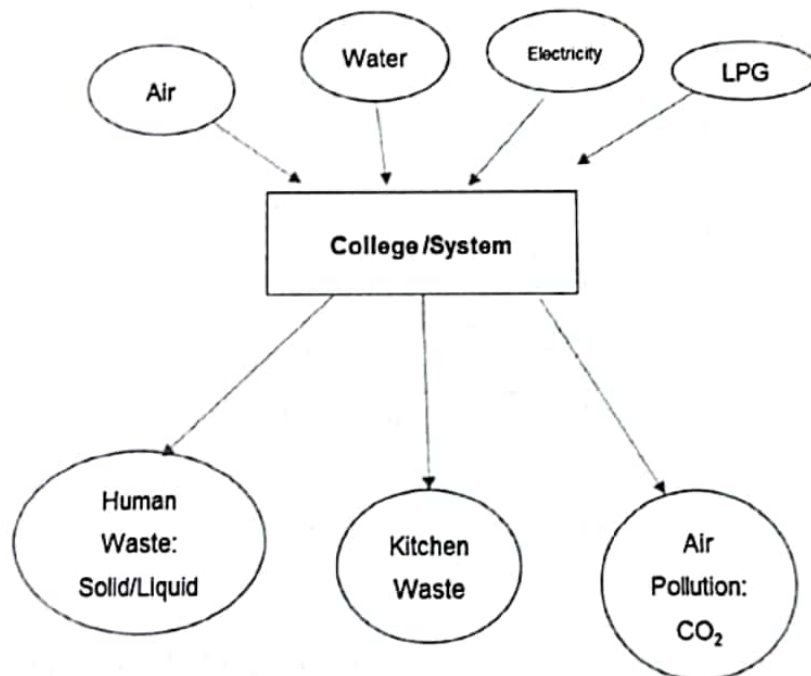 Air
Water
Electricity
LPG
College/System
Human
Waste:
Solid/Liquid
Kitchen
Waste
Air
Pollution:
CO₂